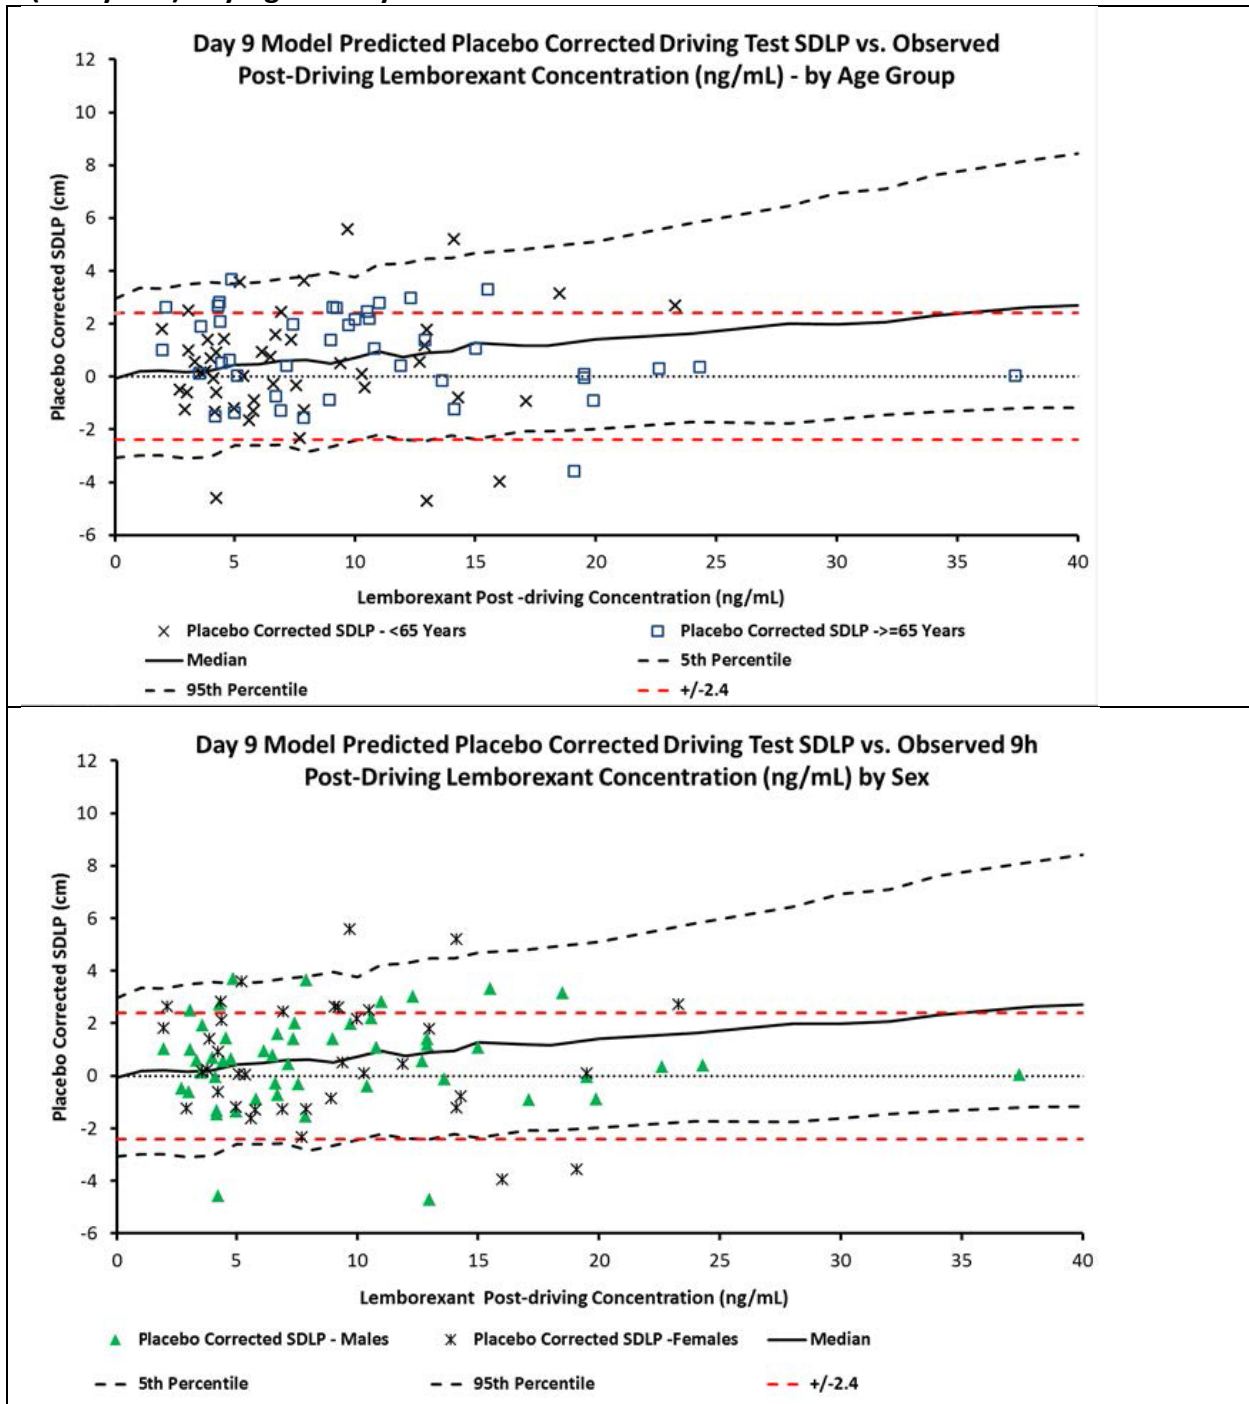 Day 9 Model Predicted Placebo Corrected Driving Test SDLP vs. Observed
Post-Driving Lemborexant Concentration (ng/mL) - by Age Group
12
10
8
6
4
2
0
-2
-4
-6
Placebo Corrected SDLP (cm)
0 5 10 15 20 25 30 35 40
Lemborexant Post -driving Concentration (ng/mL)
Placebo Corrected SDLP - <65 Years Placebo Corrected SDLP ->=65 Years
Median 5th Percentile
95th Percentile +/-2.4
Day 9 Model Predicted Placebo Corrected Driving Test SDLP vs. Observed 9h
Post-Driving Lemborexant Concentration (ng/mL) by Sex
12
10
8
6
4
2
0
-2
-4
-6
Placebo Corrected SDLP (cm)
0 5 10 15 20 25 30 35 40
Lemborexant Post-driving Concentration (ng/mL)
Placebo Corrected SDLP - Males Placebo Corrected SDLP -Females Median
5th Percentile 95th Percentile +/-2.4